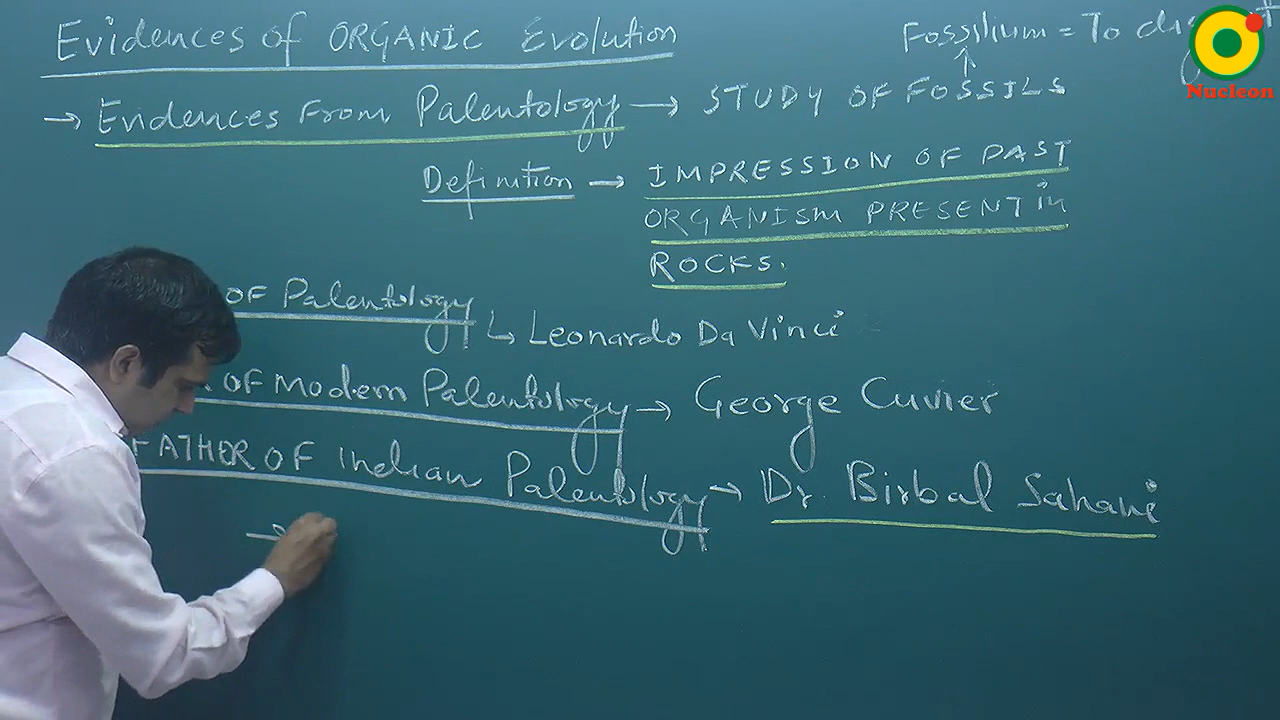 Evidences of ORGANIC Evolution
Fossilium = To dig
Nucleon
→ Evidences From Palentology → STUDY OF FOSSILS
Definition → IMPRESSION OF PAST
ORGANISM PRESENT in
ROCKS.
OF Palentology
↳ Leonardo Da Vinci
OF Modern Palentology → George Cuvier
FATHER OF Indian Palentology → Dr. Birbal Sahani
→